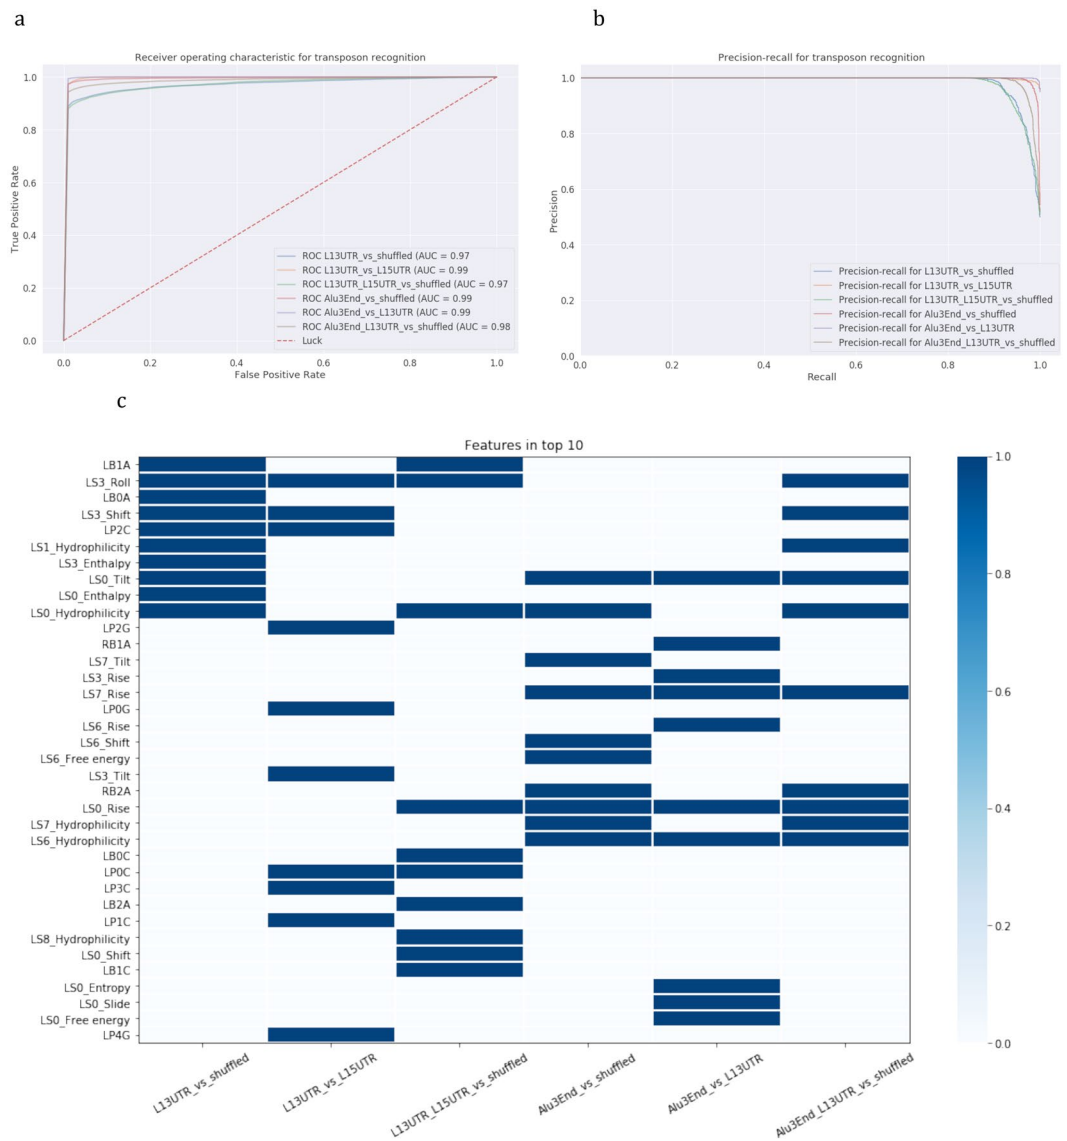 a
b
Receiver operating characteristic for transposon recognition
1.0
0.8
0.6
0.4
0.2
0.0
True Positive Rate
ROC L13UTR_vs_shuffled (AUC = 0.97
ROC L13UTR_vs_L15UTR (AUC = 0.99
ROC L13UTR_L15UTR_vs_shuffled (AUC = 0.97
ROC Alu3End_vs_shuffled (AUC = 0.99
ROC Alu3End_vs_L13UTR (AUC = 0.99
ROC Alu3End_L13UTR_vs_shuffled (AUC = 0.98
Luck
0.0 0.2 0.4 0.6 0.8 1.0
False Positive Rate
Precision-recall for transposon recognition
1.0
0.8
0.6
0.4
0.2
0.0
Precision
Precision-recall for L13UTR_vs_shuffled
Precision-recall for L13UTR_vs_L15UTR
Precision-recall for L13UTR_L15UTR_vs_shuffled
Precision-recall for Alu3End_vs_shuffled
Precision-recall for Alu3End_vs_L13UTR
Precision-recall for Alu3End_L13UTR_vs_shuffled
0.0 0.2 0.4 0.6 0.8 1.0
Recall
c
Features in top 10
LB1A
LS3_Roll
LB0A
LS3_Shift
LP2C
LS1_Hydrophilicity
LS3_Enthalpy
LS0_Tilt
LS0_Enthalpy
LS0_Hydrophilicity
LP2G
RB1A
LS7_Tilt
LS3_Rise
LS7_Rise
LP0G
LS6_Rise
LS6_Shift
LS6_Free energy
LS3_Tilt
RB2A
LS0_Rise
LS7_Hydrophilicity
LS6_Hydrophilicity
LB0C
LP0C
LP3C
LB2A
LP1C
LS8_Hydrophilicity
LS0_Shift
LB1C
LS0_Entropy
LS0_Slide
LS0_Free energy
LP4G
L13UTR_vs_shuffled
L13UTR_vs_L15UTR
L13UTR_L15UTR_vs_shuffled
Alu3End_vs_shuffled
Alu3End_vs_L13UTR
Alu3End_L13UTR_vs_shuffled
1.0
0.8
0.6
0.4
0.2
0.0